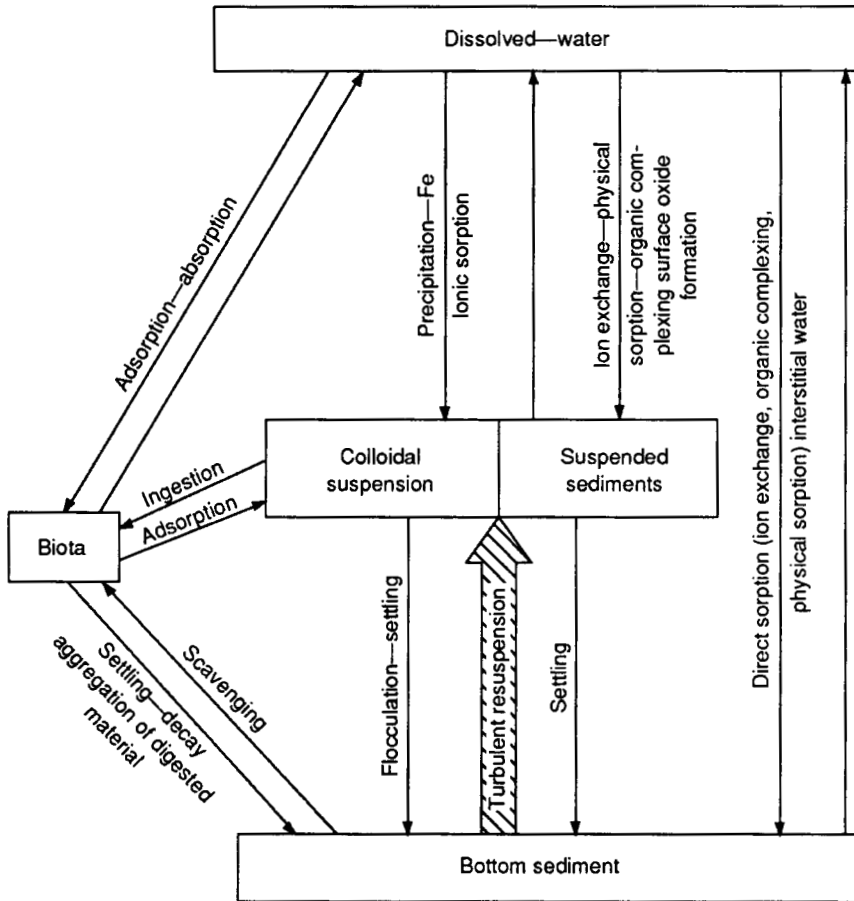 Dissolved—water
Adsorption—absorption
Precipitation—Fe
Ionic sorption
Ion exchange—physical
sorption—organic com-
plexing surface oxide
formation
Direct sorption (ion exchange, organic complexing,
physical sorption) interstitial water
Colloidal
suspension
Suspended
sediments
Ingestion
Adsorption
Biota
Scavenging
Settling—decay
aggregation of digested
material
Flocculation—settling
Turbulent resuspension
Settling
Bottom sediment